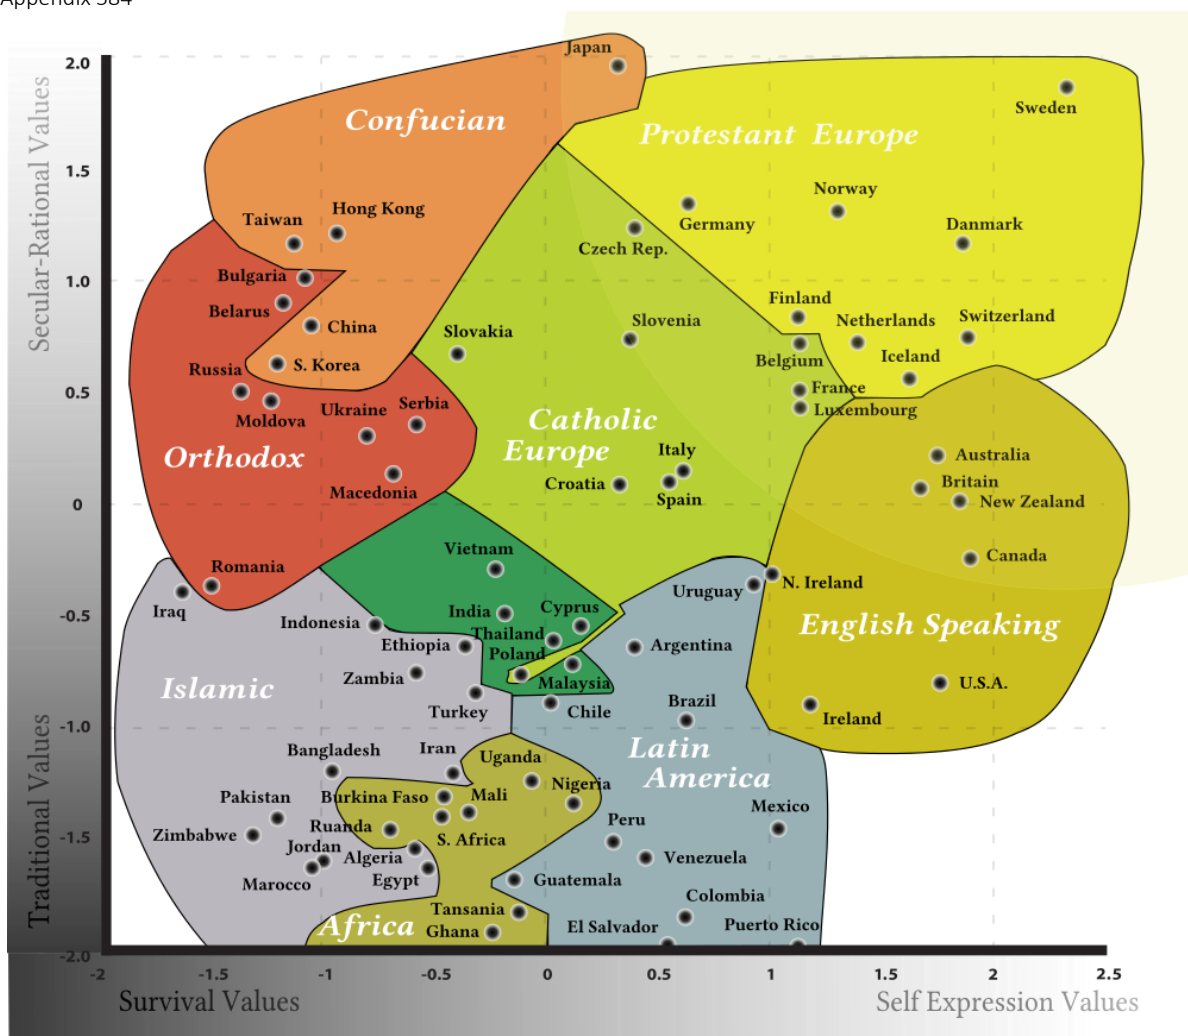 Appendix 384
Japan
2.0
Sweden
Confucian
Protestant Europe
1.5
Norway
Hong Kong
Taiwan
Germany
Danmark
Czech Rep.
Bulgaria
1.0
Finland
Belarus
Switzerland
China
Slovenia
Netherlands
Slovakia
Belgium
Iceland
S. Korea
Russia
France
0.5
Serbia
Ukraine
Luxembourg
Moldova
Catholic
Europe
Italy
Orthodox
Australia
Croatia
Britain
Macedonia
Spain
New Zealand
0
Vietnam
Canada
Romania
N. Ireland
Uruguay
Iraq
India
Cyprus
-0.5
Indonesia
English Speaking
Thailand
Ethiopia
Argentina
Poland
Zambia
Malaysia
U.S.A.
Islamic
Brazil
Turkey
Chile
Ireland
-1.0
Latin
America
Bangladesh
Iran
Uganda
Nigeria
Pakistan
Burkina Faso
Mali
Mexico
Peru
Ruanda
Zimbabwe
-1.5
S. Africa
Jordan
Algeria
Venezuela
Marocco
Egypt
Guatemala
Colombia
Tansania
Africa
Ghana
El Salvador
Puerto Rico
-2.0
-2
-1.5
-1
-0.5
0
0.5
1
1.5
2
2.5
Survival Values
Self Expression Values
Secular-Rational Values
Traditional Values